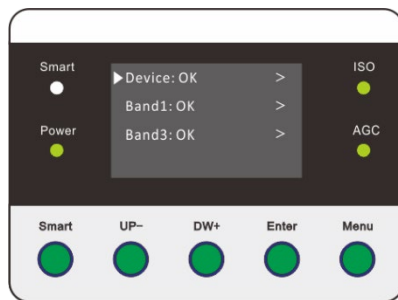 Smart
ISO
Device: OK >
Band1: OK >
Band3: OK >
Power
AGC
Smart UP− DW+ Enter Menu